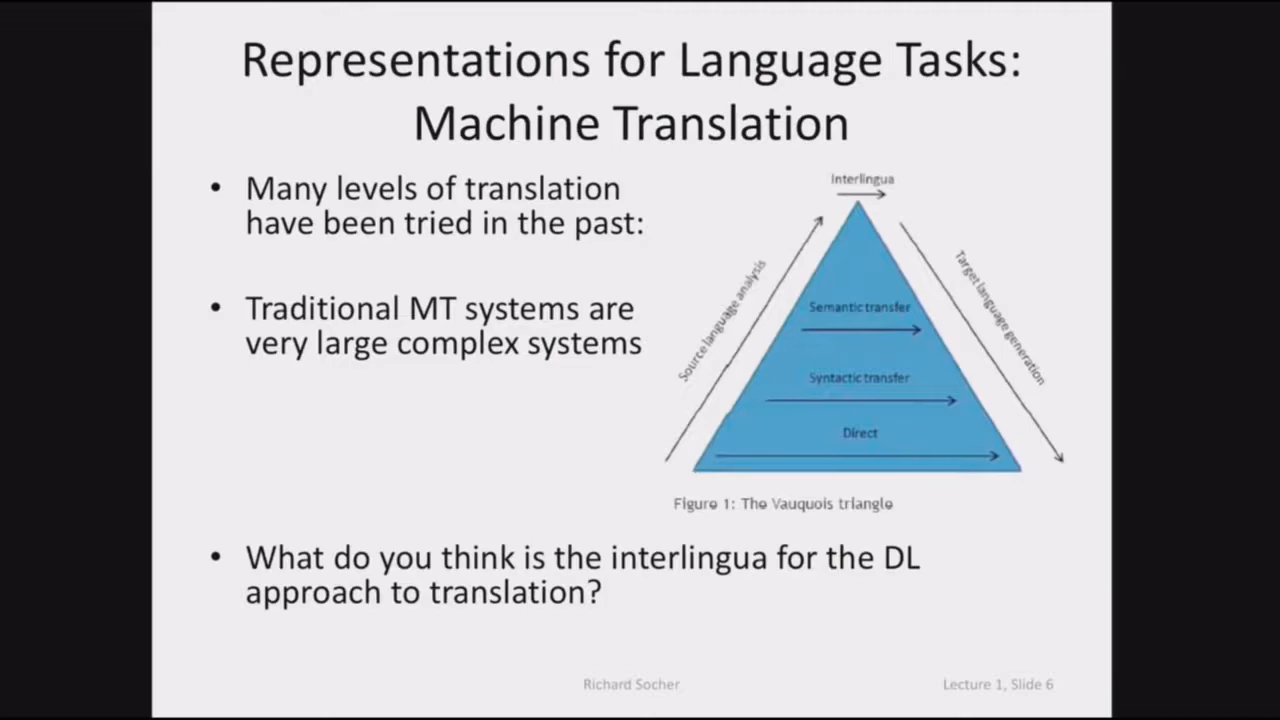 Representations for Language Tasks:
Machine Translation
• Many levels of translation
have been tried in the past:
• Traditional MT systems are
very large complex systems
Interlingua
Source language analysis
Target language generation
Semantic transfer
Syntactic transfer
Direct
Figure 1: The Vauquois triangle
• What do you think is the interlingua for the DL
approach to translation?
Richard Socher
Lecture 1, Slide 6